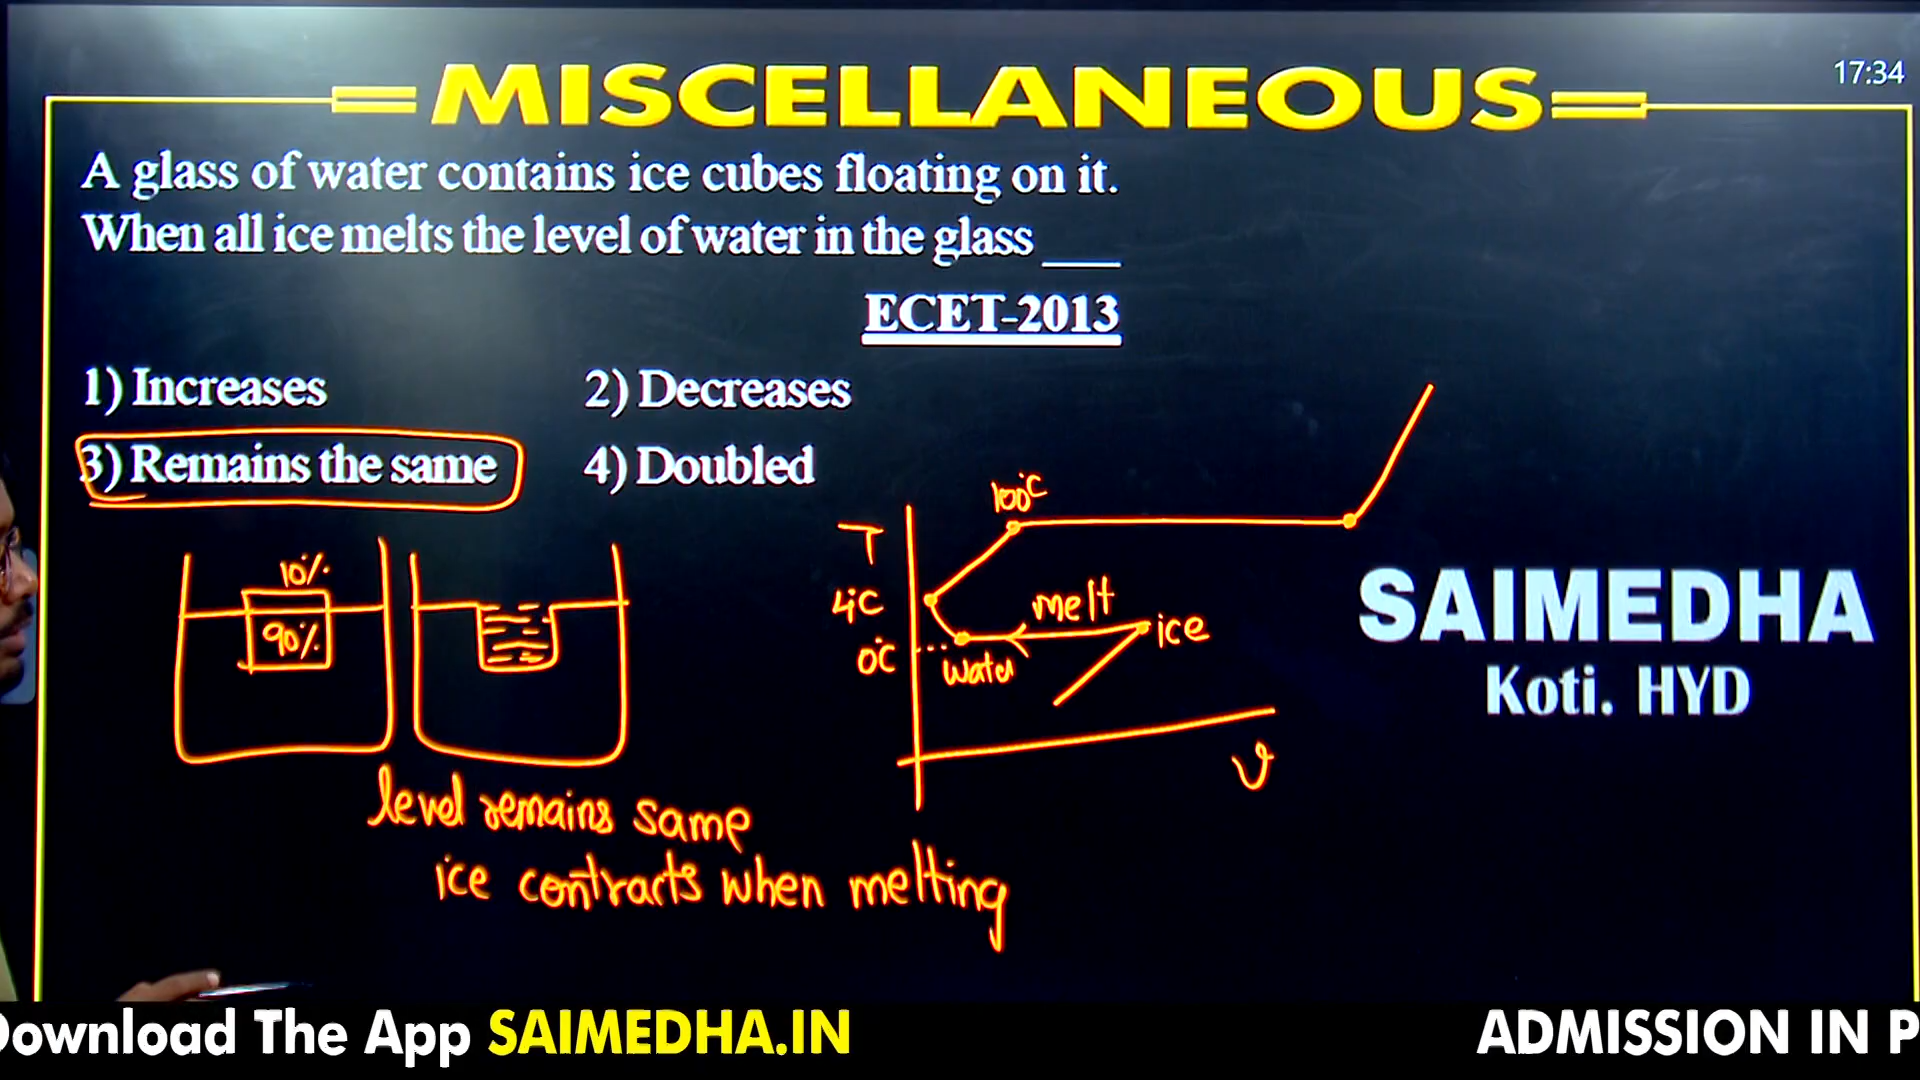 17:34
MISCELLANEOUS
A glass of water contains ice cubes floating on it.
When all ice melts the level of water in the glass ___
ECET-2013
1) Increases 2) Decreases
3) Remains the same 4) Doubled
10%
90%
level remains same
ice contracts when melting
T
100°C
4°C
0°C
melt
ice
water
V
SAIMEDHA
Koti. HYD
Download The App SAIMEDHA.IN
ADMISSION IN P